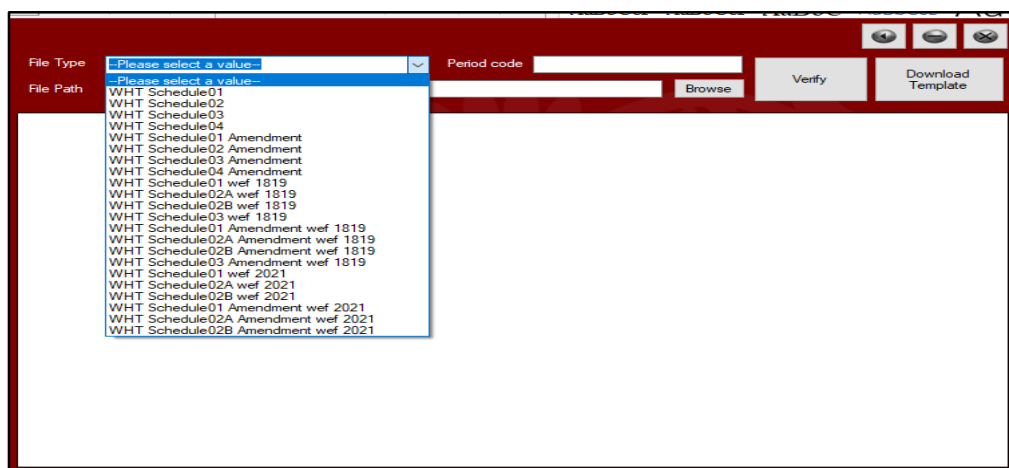 File Type --Please select a value-- Period code
File Path Browse Verify Download Template
--Please select a value--
WHT Schedule01
WHT Schedule02
WHT Schedule03
WHT Schedule04
WHT Schedule01 Amendment
WHT Schedule02 Amendment
WHT Schedule03 Amendment
WHT Schedule04 Amendment
WHT Schedule01 wef 1819
WHT Schedule02A wef 1819
WHT Schedule02B wef 1819
WHT Schedule03 wef 1819
WHT Schedule01 Amendment wef 1819
WHT Schedule02A Amendment wef 1819
WHT Schedule02B Amendment wef 1819
WHT Schedule03 Amendment wef 1819
WHT Schedule01 wef 2021
WHT Schedule02A wef 2021
WHT Schedule02B wef 2021
WHT Schedule01 Amendment wef 2021
WHT Schedule02A Amendment wef 2021
WHT Schedule02B Amendment wef 2021